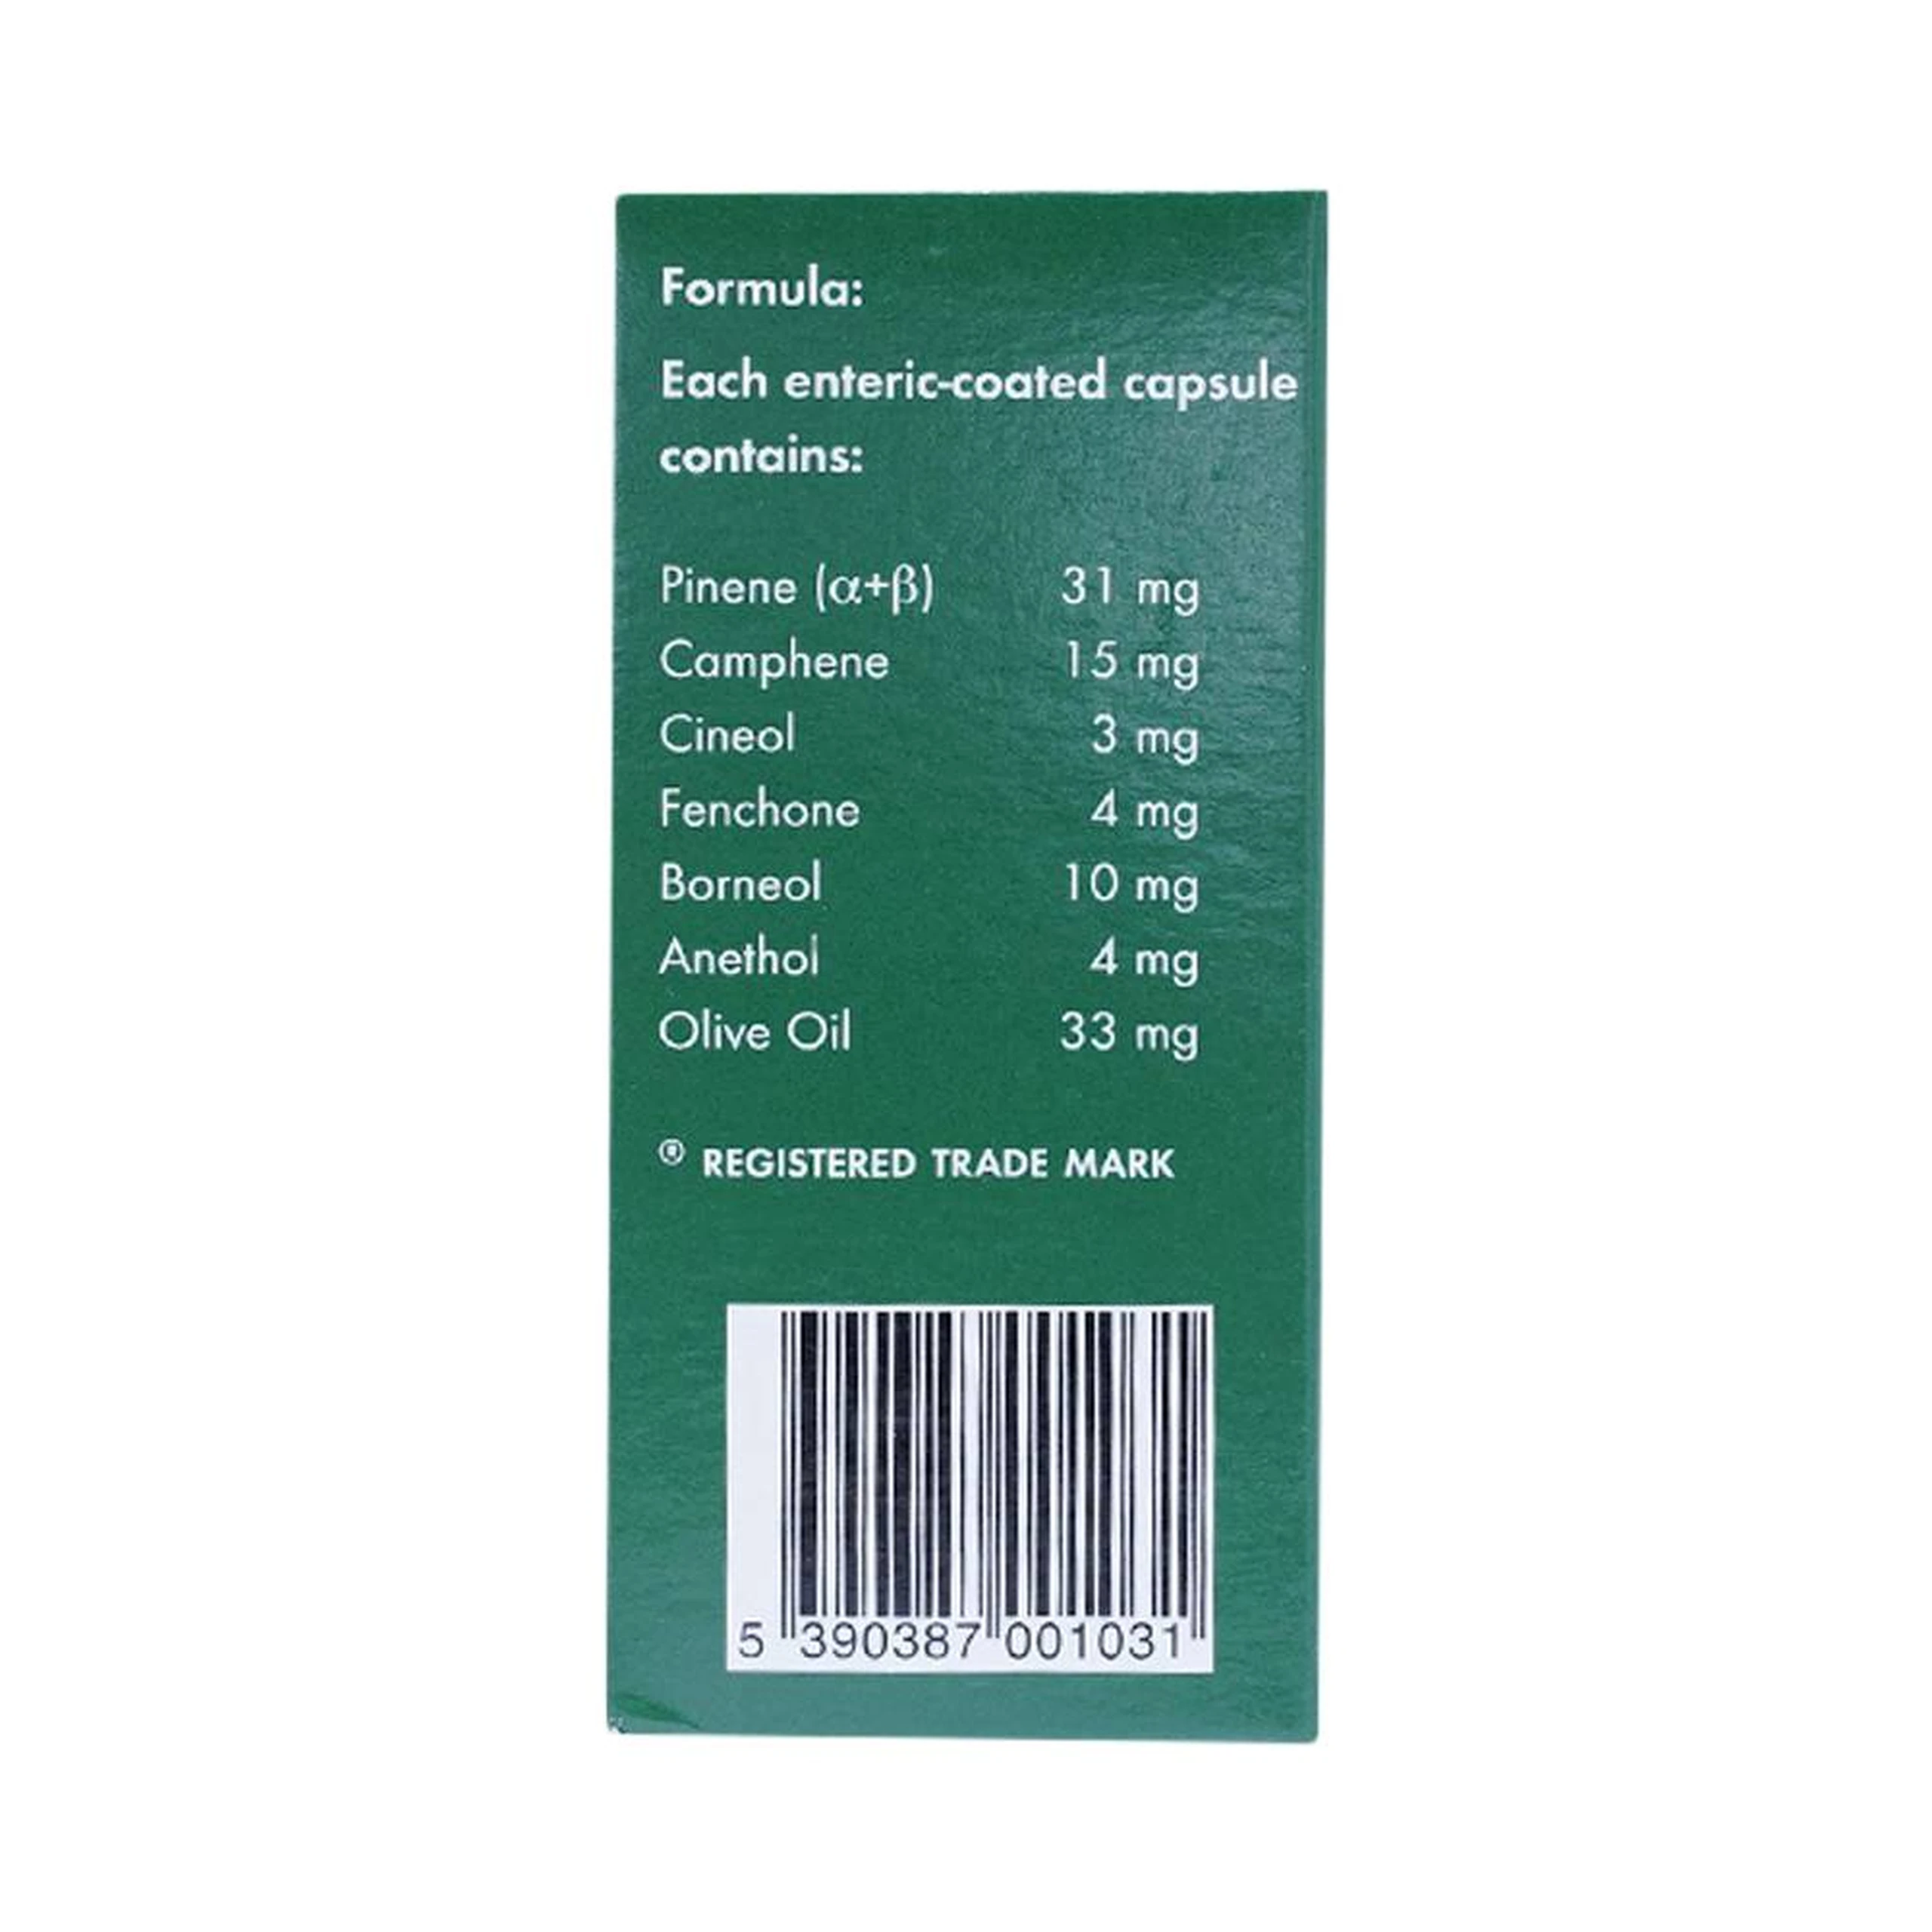 Formula:
Each enteric-coated capsule
contains:
Pinene (α+β) 31 mg
Camphene 15 mg
Cineol 3 mg
Fenchone 4 mg
Borneol 10 mg
Anethol 4 mg
Olive Oil 33 mg
® REGISTERED TRADE MARK
5 390387 001031